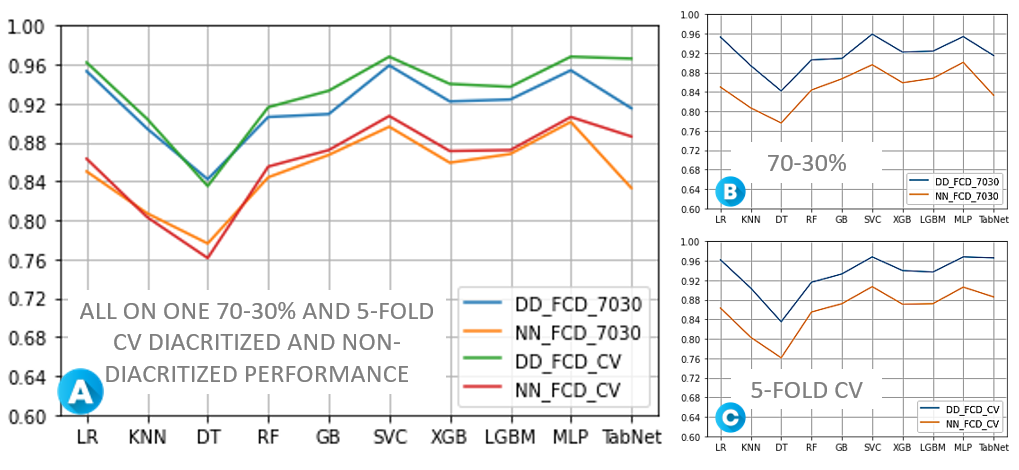 1.00
0.96
0.92
0.88
0.84
0.80
0.76
0.72
0.68
0.64
0.60
ALL ON ONE 70-30% AND 5-FOLD
CV DIACRITIZED AND NON-
DIACRITIZED PERFORMANCE
A
DD_FCD_7030
NN_FCD_7030
DD_FCD_CV
NN_FCD_CV
LR KNN DT RF GB SVC XGB LGBM MLP TabNet
1.00
0.96
0.92
0.88
0.84
0.80
0.76
0.72
0.68
0.64
0.60
70-30%
B
DD_FCD_7030
NN_FCD_7030
LR KNN DT RF GB SVC XGB LGBM MLP TabNet
1.00
0.96
0.92
0.88
0.84
0.80
0.76
0.72
0.68
0.64
0.60
5-FOLD CV
C
DD_FCD_CV
NN_FCD_CV
LR KNN DT RF GB SVC XGB LGBM MLP TabNet